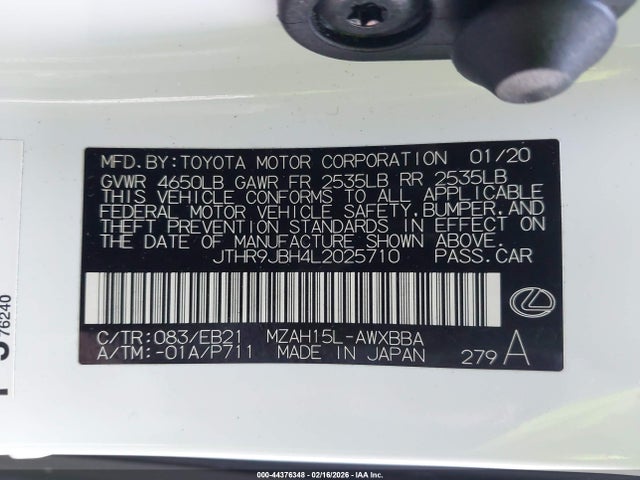 MFD.BY:TOYOTA MOTOR CORPORATION 01/20
GVWR 4650LB GAWR FR 2535LB RR 2535LB
THIS VEHICLE CONFORMS TO ALL APPLICABLE
FEDERAL MOTOR VEHICLE SAFETY,BUMPER,AND
THEFT PREVENTION STANDARDS IN EFFECT ON
THE DATE OF MANUFACTURE SHOWN ABOVE.
JTHR9JBH4L2025710 PASS.CAR
C/TR:083/EB21 MZAH15L-AWXBBA
A/TM:-01A/P711 MADE IN JAPAN 279 A
76240
000-44376348 - 02/16/2026 - IAA Inc.